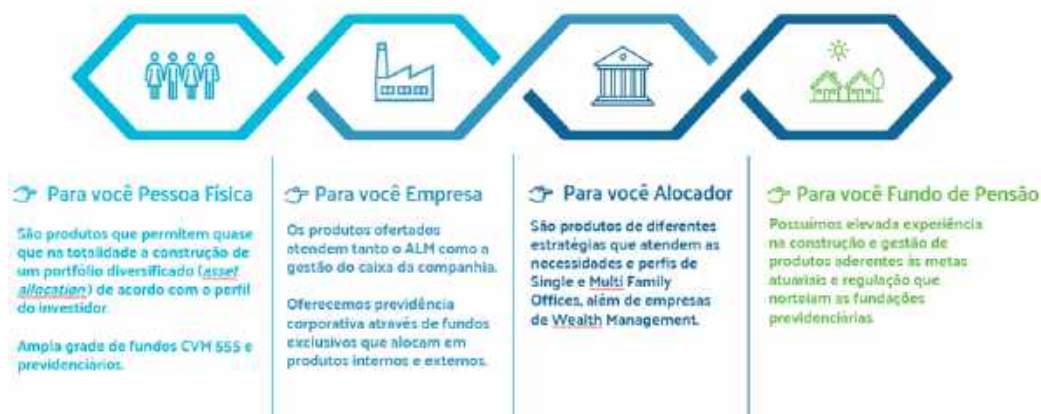 Para você Pessoa Física
São produtos que permitem quase
que na totalidade a construção de
um portfólio diversificado (asset
allocation) de acordo com o perfil
do investidor.
Ampla grade de fundos CVM 555 e
previdenciários.
Para você Empresa
Os produtos ofertados
atendem tanto o ALM como a
gestão do caixa da companhia.
Oferecemos previdência
corporativa através de fundos
exclusivos que alocam em
produtos internos e externos.
Para você Alocador
São produtos de diferentes
estratégias que atendem as
necessidades e perfis de
Single e Multi Family
Offices, além de empresas
de Wealth Management.
Para você Fundo de Pensão
Possuímos elevada experiência
na construção e gestão de
produtos aderentes às metas
atuariais e regulação que
norteiam as fundações
previdenciárias.